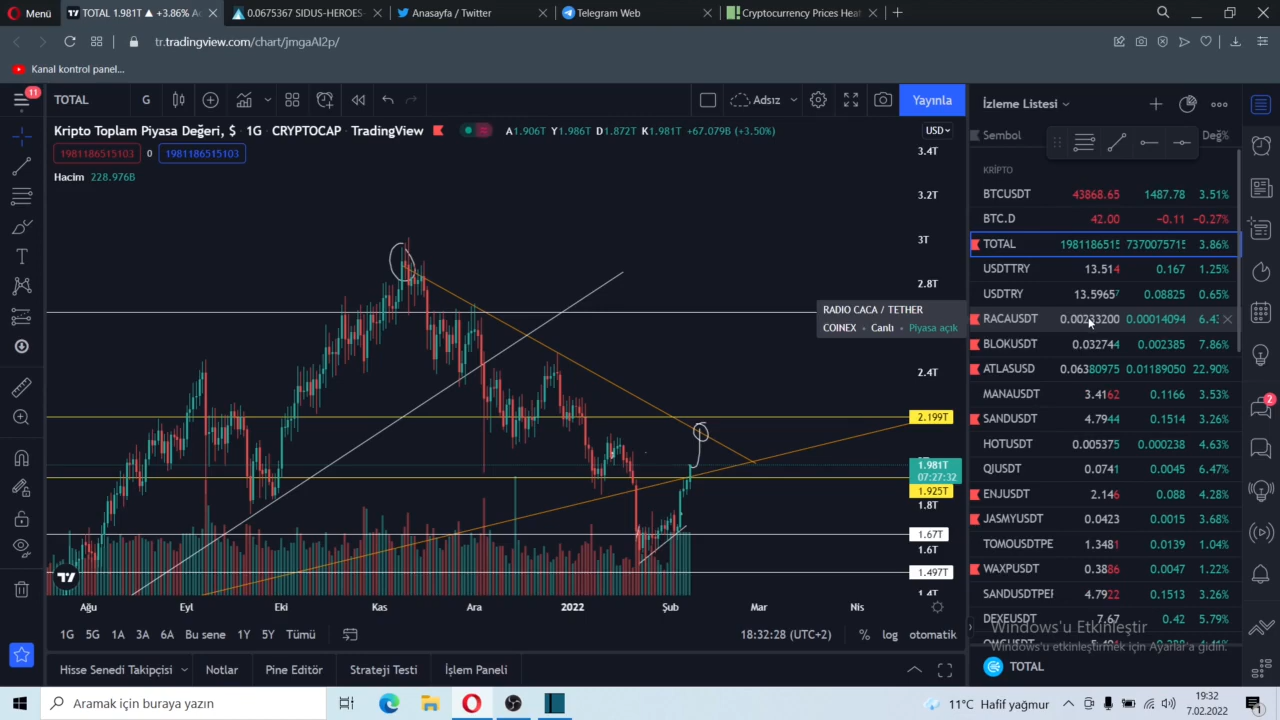 Menü
TOTAL 1.981T ▲ +3.86%
0.0675367 SIDUS-HEROES-
Anasayfa / Twitter
Telegram Web
Cryptocurrency Prices Heat
tr.tradingview.com/chart/jmgaAI2p/
Kanal kontrol panel...
11
TOTAL
G
Adsız
Yayınla
İzleme Listesi
Kripto Toplam Piyasa Değeri, $ · 1G · CRYPTOCAP · TradingView
A1.906T Y1.986T D1.872T K1.981T +67.079B (+3.50%)
USD
1981186515103 0 1981186515103
Hacim 228.976B
Sembol
Değ%
3.4T
3.2T
3T
2.8T
2.4T
2.199T
1.981T
07:27:32
1.925T
1.8T
1.67T
1.6T
1.497T
1.4T
KRİPTO
BTCUSDT 43868.65 1487.78 3.51%
BTC.D 42.00 −0.11 −0.27%
TOTAL 1981186515 7370075715 3.86%
USDTTRY 13.514 0.167 1.25%
USDTRY 13.5965 0.08825 0.65%
RADIO CACA / TETHER
COINEX • Canlı • Piyasa açık
RACAUSDT 0.00233200 0.00014094 6.43
BLOKUSDT 0.032744 0.002385 7.86%
ATLASUSD 0.06380975 0.01189050 22.90%
MANAUSDT 3.4162 0.1166 3.53%
SANDUSDT 4.7944 0.1514 3.26%
HOTUSDT 0.005375 0.000238 4.63%
QIUSDT 0.0741 0.0045 6.47%
ENJUSDT 2.146 0.088 4.28%
JASMYUSDT 0.0423 0.0015 3.68%
TOMOUSDTPE 1.3481 0.0139 1.04%
WAXPUSDT 0.3886 0.0047 1.22%
SANDUSDTPEF 4.7922 0.1513 3.26%
DEXEUSDT 7.67 0.42 5.79%
2
Windows'u Etkinleştir
Windows'u etkinleştirmek için Ayarlar'a gidin.
TOTAL
Ağu Eyl Eki Kas Ara 2022 Şub Mar Nis
1G 5G 1A 3A 6A Bu sene 1Y 5Y Tümü
18:32:28 (UTC+2) % log otomatik
Hisse Senedi Takipçisi Notlar Pine Editör Strateji Testi İşlem Paneli
Aramak için buraya yazın
11°C Hafif yağmur
19:32
7.02.2022
1